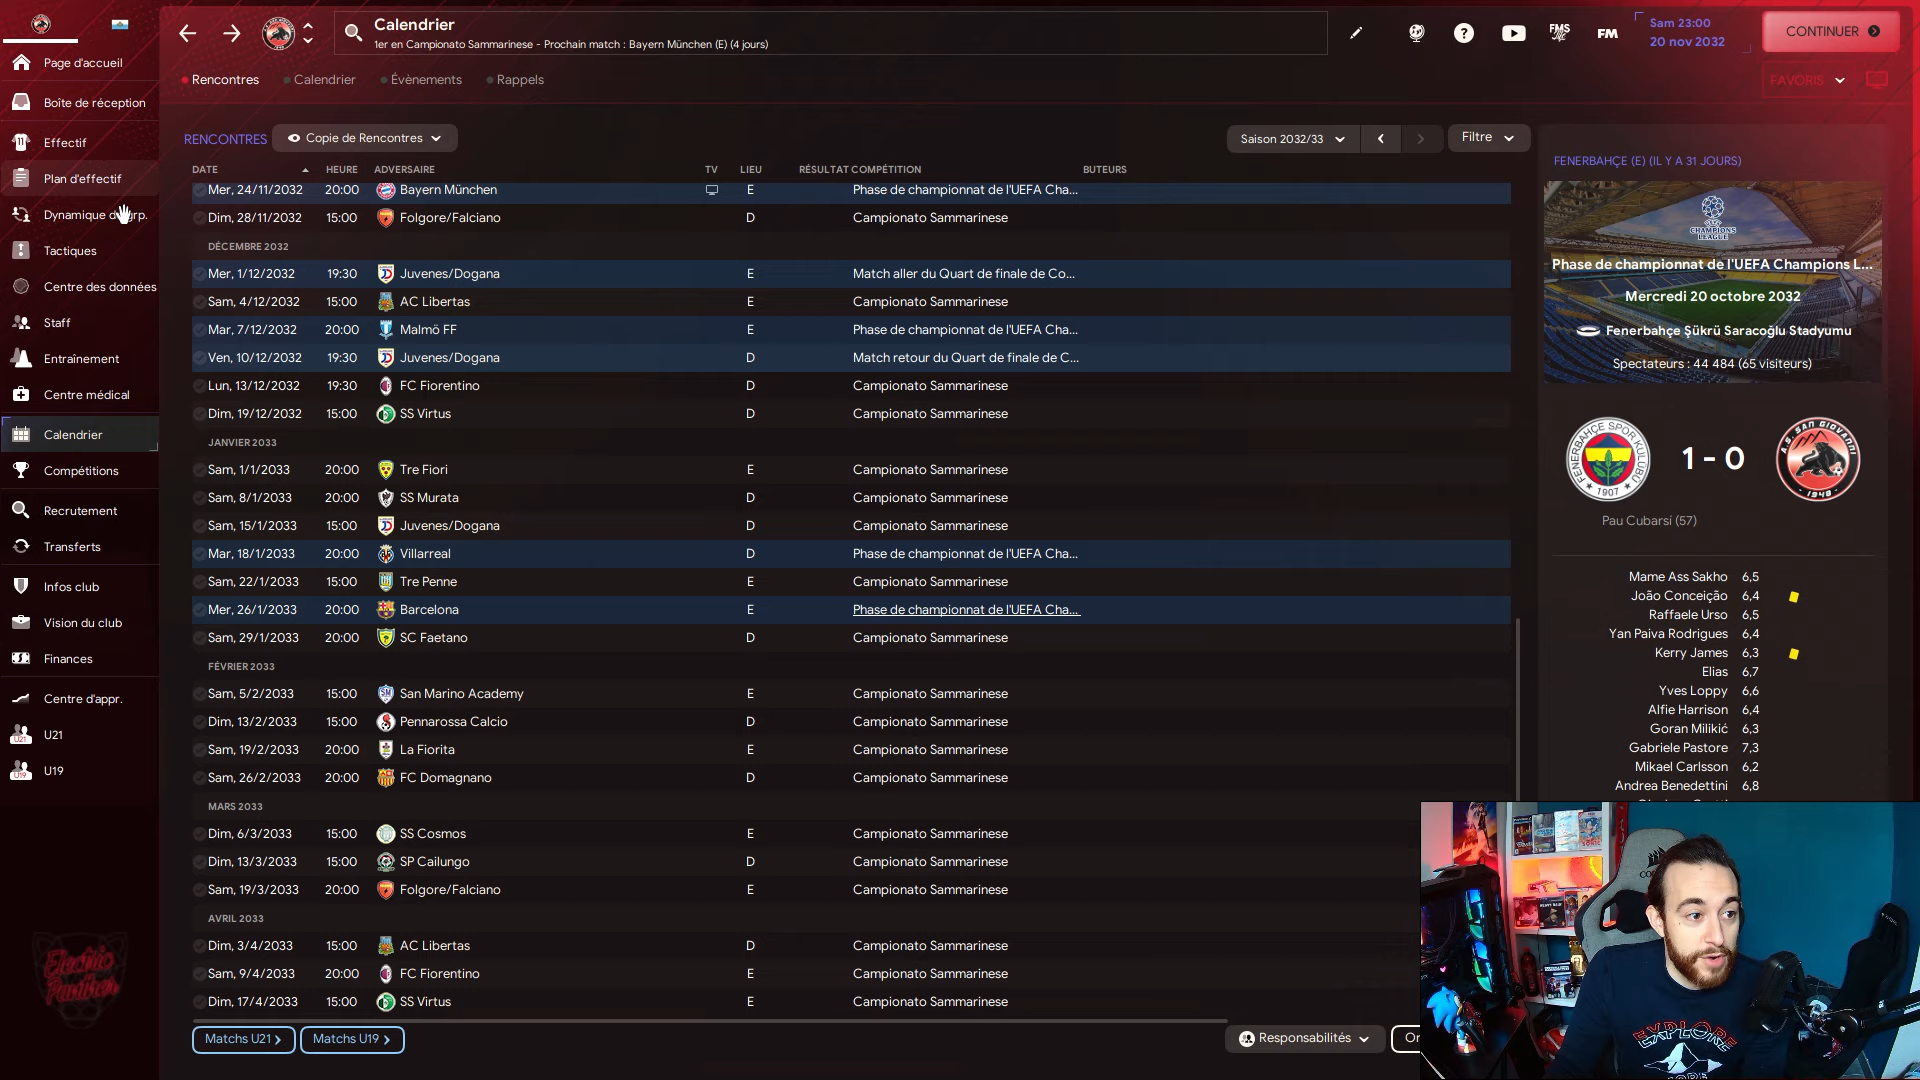 Calendrier
1er en Campionato Sammarinese - Prochain match : Bayern München (E) (4 jours)
FMS
FM
Sam 23:00
20 nov 2032
CONTINUER
Page d'accueil
Boîte de réception
Effectif
Plan d'effectif
Dynamique
Tactiques
Centre des données
Staff
Entraînement
Centre médical
Calendrier
Compétitions
Recrutement
Transferts
Infos club
Vision du club
Finances
Centre d'appr.
U21
U19
Electric
Panther
Rencontres
Calendrier
Évènements
Rappels
FAVORIS
RENCONTRES
Copie de Rencontres
Saison 2032/33
Filtre
DATE HEURE ADVERSAIRE TV LIEU RÉSULTAT COMPÉTITION BUTEURS
Mer, 24/11/2032 20:00 Bayern München E Phase de championnat de l'UEFA Cha...
Dim, 28/11/2032 15:00 Folgore/Falciano D Campionato Sammarinese
DÉCEMBRE 2032
Mer, 1/12/2032 19:30 Juvenes/Dogana E Match aller du Quart de finale de Co...
Sam, 4/12/2032 15:00 AC Libertas E Campionato Sammarinese
Mar, 7/12/2032 20:00 Malmö FF E Phase de championnat de l'UEFA Cha...
Ven, 10/12/2032 19:30 Juvenes/Dogana D Match retour du Quart de finale de C...
Lun, 13/12/2032 19:30 FC Fiorentino D Campionato Sammarinese
Dim, 19/12/2032 15:00 SS Virtus D Campionato Sammarinese
JANVIER 2033
Sam, 1/1/2033 20:00 Tre Fiori E Campionato Sammarinese
Sam, 8/1/2033 20:00 SS Murata D Campionato Sammarinese
Sam, 15/1/2033 15:00 Juvenes/Dogana D Campionato Sammarinese
Mar, 18/1/2033 20:00 Villarreal D Phase de championnat de l'UEFA Cha...
Sam, 22/1/2033 15:00 Tre Penne E Campionato Sammarinese
Mer, 26/1/2033 20:00 Barcelona E Phase de championnat de l'UEFA Cha...
Sam, 29/1/2033 20:00 SC Faetano D Campionato Sammarinese
FÉVRIER 2033
Sam, 5/2/2033 15:00 San Marino Academy E Campionato Sammarinese
Dim, 13/2/2033 15:00 Pennarossa Calcio D Campionato Sammarinese
Sam, 19/2/2033 20:00 La Fiorita E Campionato Sammarinese
Sam, 26/2/2033 20:00 FC Domagnano D Campionato Sammarinese
MARS 2033
Dim, 6/3/2033 15:00 SS Cosmos E Campionato Sammarinese
Dim, 13/3/2033 15:00 SP Cailungo D Campionato Sammarinese
Sam, 19/3/2033 20:00 Folgore/Falciano E Campionato Sammarinese
AVRIL 2033
Dim, 3/4/2033 15:00 AC Libertas D Campionato Sammarinese
Sam, 9/4/2033 20:00 FC Fiorentino E Campionato Sammarinese
Dim, 17/4/2033 15:00 SS Virtus E Campionato Sammarinese
Matchs U21
Matchs U19
Responsabilités
FENERBAHÇE (E) (IL Y A 31 JOURS)
CHAMPIONS
LEAGUE
Phase de championnat de l'UEFA Champions L...
Mercredi 20 octobre 2032
Fenerbahçe Şükrü Saracoğlu Stadyumu
Spectateurs : 44 484 (65 visiteurs)
FENERBAHÇE SPOR KULÜBÜ
1907
1 - 0
A.S. SAN GIOVANNI
1948
Pau Cubarsí (57)
Mame Ass Sakho 6,5
João Conceição 6,4
Raffaele Urso 6,5
Yan Paiva Rodrigues 6,4
Kerry James 6,3
Elias 6,7
Yves Loppy 6,6
Alfie Harrison 6,4
Goran Milikić 6,3
Gabriele Pastore 7,3
Mikael Carlsson 6,2
Andrea Benedettini 6,8
EXPLORE
MORE